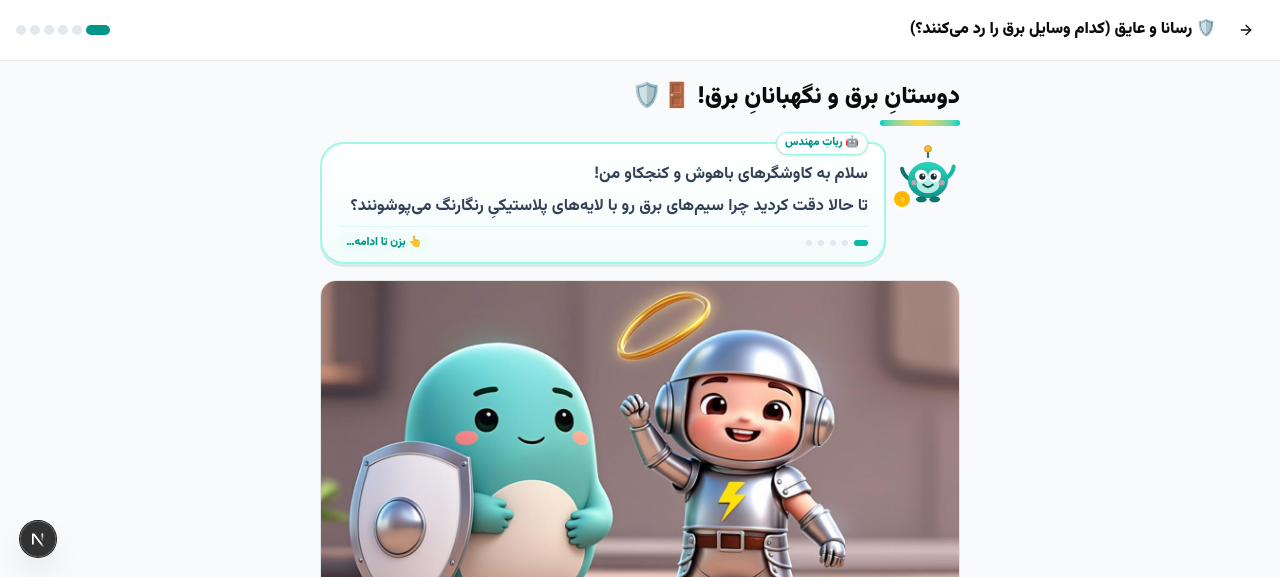 🛡️ رسانا و عایق (کدام وسایل برق را رد می‌کنند؟)
دوستانِ برق و نگهبانانِ برق! 🚪🛡️
🤖 رباتِ مهندس
سلام به کاوشگرهای باهوش و کنجکاو من!
تا حالا دقت کردید چرا سیم‌های برق رو با لایه‌های پلاستیکیِ رنگارنگ می‌پوشونند؟
👆 بزن تا ادامه...
N